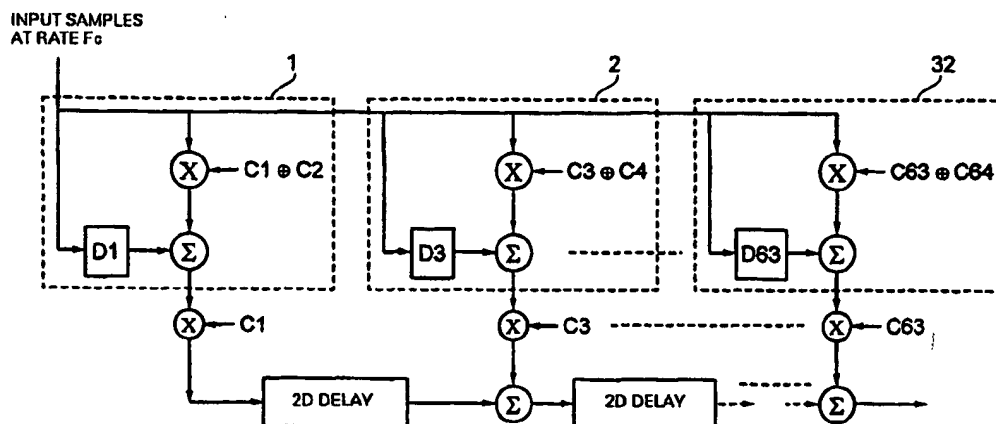 INPUT SAMPLES
AT RATE Fc
1
2
32
X
C1 ⊕ C2
X
C3 ⊕ C4
X
C63 ⊕ C64
D1
Σ
D3
Σ
D63
Σ
X
C1
X
C3
X
C63
2D DELAY
Σ
2D DELAY
Σ